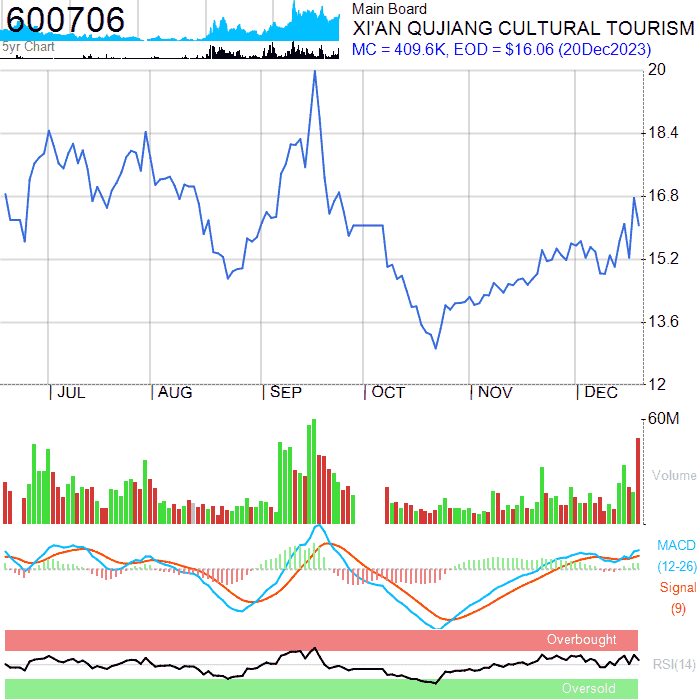 600706
Main Board
XI'AN QUJIANG CULTURAL TOURISM
5yr Chart
MC = 409.6K, EOD = $16.06 (20Dec2023)
20
18.4
16.8
15.2
13.6
12
JUL AUG SEP OCT NOV DEC
60M
Volume
MACD
(12-26)
Signal
(9)
Overbought
RSI(14)
Oversold